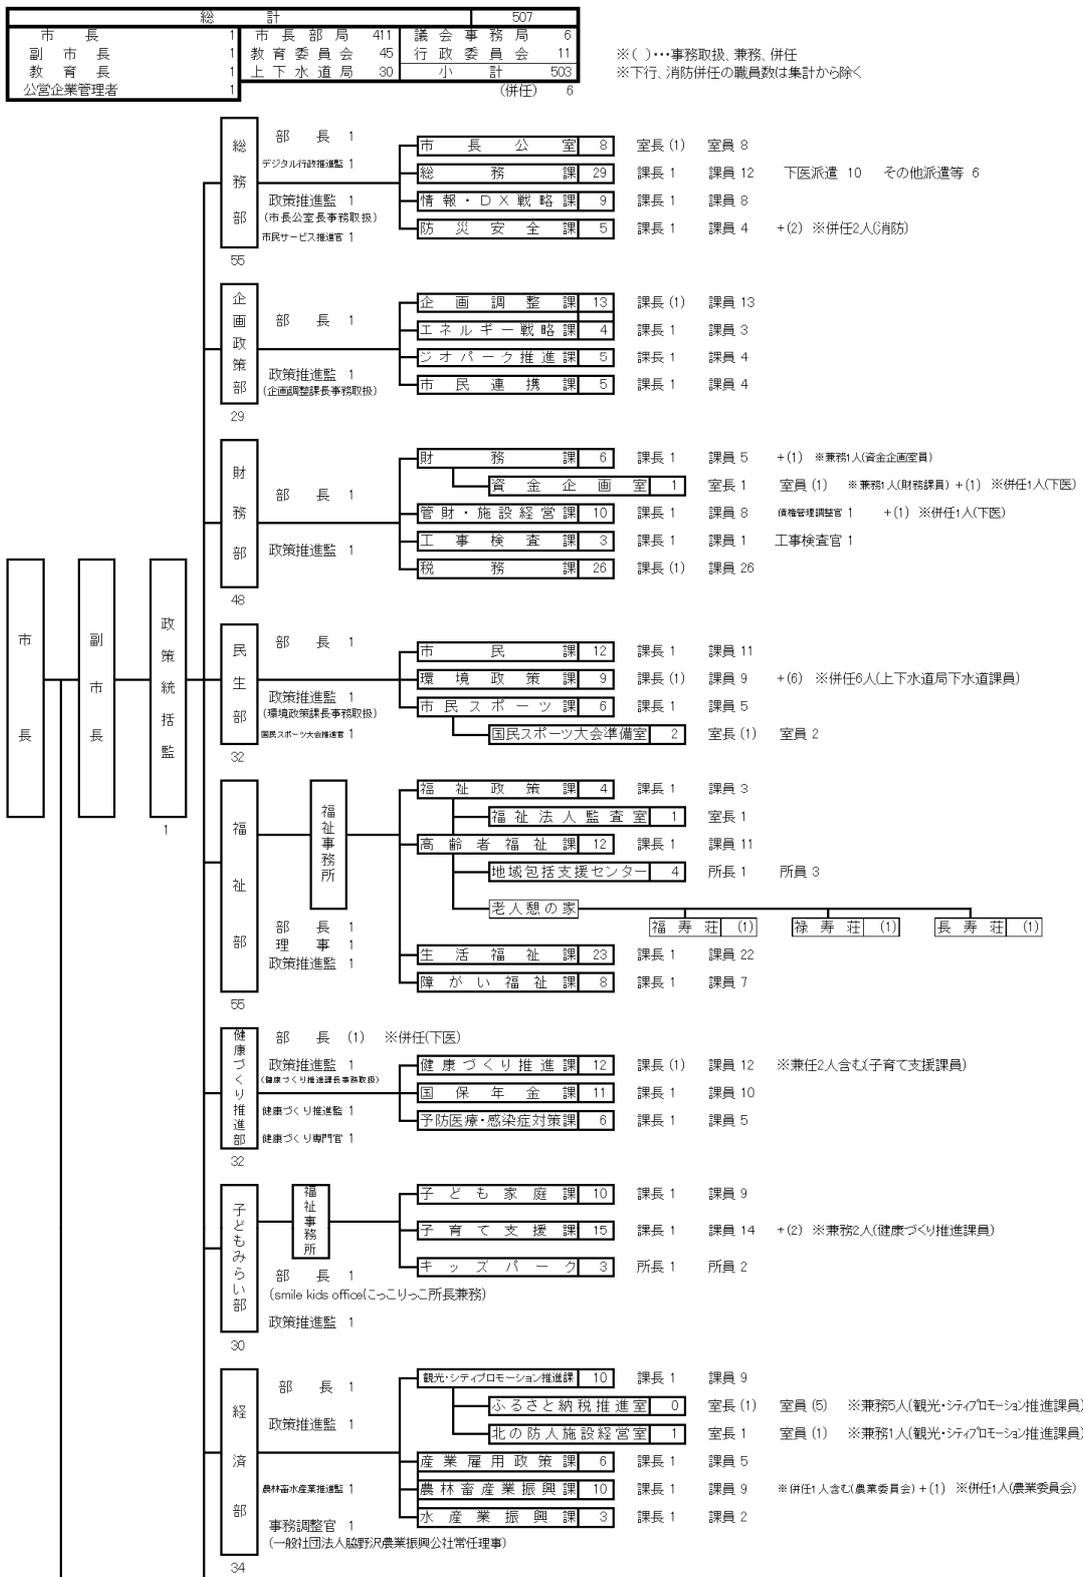 総計 507
市長 1 市長部局 411 議会事務局 6
副市長 1 教育委員会 45 行政委員会 11
教育長 1 上下水道局 30 小計 503
公営企業管理者 1 (併任) 6
※( )･･･事務取扱、兼務、併任
※下行、消防併任の職員数は集計から除く
市長
副市長
政策統括監
1
総務部
55
部長 1
デジタル行政推進監 1
政策推進監 1
(市長公室長事務取扱)
市民サービス推進官 1
市長公室 8 室長 (1) 室員 8
総務課 29 課長 1 課員 12 下医派遣 10 その他派遣等 6
情報・DX戦略課 9 課長 1 課員 8
防災安全課 5 課長 1 課員 4 +(2) ※併任2人(消防)
企画政策部
29
部長 1
政策推進監 1
(企画調整課長事務取扱)
企画調整課 13 課長 (1) 課員 13
エネルギー戦略課 4 課長 1 課員 3
ジオパーク推進課 5 課長 1 課員 4
市民連携課 5 課長 1 課員 4
財務部
48
部長 1
政策推進監 1
財務課 6 課長 1 課員 5 +(1) ※兼務1人(資金企画室員)
資金企画室 1 室長 1 室員 (1) ※兼務1人(財務課員) +(1) ※併任1人(下医)
管財・施設経営課 10 課長 1 課員 8 債権管理調整官 1 +(1) ※併任1人(下医)
工事検査課 3 課長 1 課員 1 工事検査官 1
税務課 26 課長 (1) 課員 26
民生部
32
部長 1
政策推進監 1
(環境政策課長事務取扱)
国民スポーツ大会推進官 1
市民課 12 課長 1 課員 11
環境政策課 9 課長 (1) 課員 9 +(6) ※併任6人(上下水道局下水道課員)
市民スポーツ課 6 課長 1 課員 5
国民スポーツ大会準備室 2 室長 (1) 室員 2
福祉部
55
福祉事務所
部長 1
理事 1
政策推進監 1
福祉政策課 4 課長 1 課員 3
福祉法人監査室 1 室長 1
高齢者福祉課 12 課長 1 課員 11
地域包括支援センター 4 所長 1 所員 3
老人憩の家
福寿荘 (1) 禄寿荘 (1) 長寿荘 (1)
生活福祉課 23 課長 1 課員 22
障がい福祉課 8 課長 1 課員 7
健康づくり推進部
32
部長 (1) ※併任(下医)
政策推進監 1
(健康づくり推進課長事務取扱)
健康づくり推進監 1
健康づくり専門官 1
健康づくり推進課 12 課長 (1) 課員 12 ※兼任2人含む(子育て支援課員)
国保年金課 11 課長 1 課員 10
予防医療・感染症対策課 6 課長 1 課員 5
子どもみらい部
30
福祉事務所
部長 1
(smile kids officeにこりっこ所長兼務)
政策推進監 1
子ども家庭課 10 課長 1 課員 9
子育て支援課 15 課長 1 課員 14 +(2) ※兼務2人(健康づくり推進課員)
キッズパーク 3 所長 1 所員 2
経済部
34
部長 1
政策推進監 1
農林畜水産業推進監 1
事務調整官 1
(一般社団法人脇野沢農業振興公社常任理事)
観光・シティプロモーション推進課 10 課長 1 課員 9
ふるさと納税推進室 0 室長 (1) 室員 (5) ※兼務5人(観光・シティプロモーション推進課員)
北の防人施設経営室 1 室長 1 室員 (1) ※兼務1人(観光・シティプロモーション推進課員)
産業雇用政策課 6 課長 1 課員 5
農林畜産業振興課 10 課長 1 課員 9 ※併任1人含む(農業委員会) +(1) ※併任1人(農業委員会)
水産業振興課 3 課長 1 課員 2